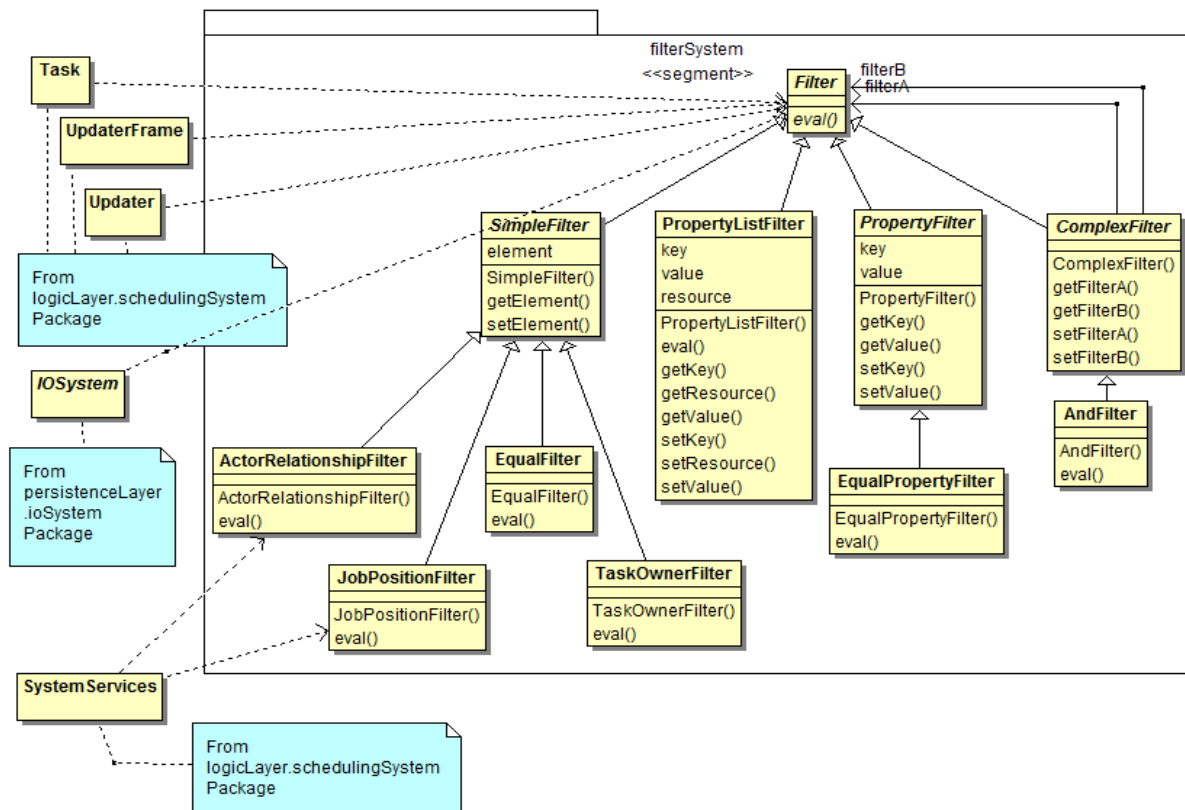 filterSystem
<<segment>>
Task
UpdaterFrame
Updater
From
logicLayer.schedulingSystem
Package
IOSystem
From
persistenceLayer
.ioSystem
Package
Filter
eval()
filterB
filterA
SimpleFilter
element
SimpleFilter()
getElement()
setElement()
PropertyListFilter
key
value
resource
PropertyListFilter()
eval()
getKey()
getResource()
getValue()
setKey()
setResource()
setValue()
PropertyFilter
key
value
PropertyFilter()
getKey()
getValue()
setKey()
setValue()
ComplexFilter
ComplexFilter()
getFilterA()
getFilterB()
setFilterA()
setFilterB()
AndFilter
AndFilter()
eval()
ActorRelationshipFilter
ActorRelationshipFilter()
eval()
EqualFilter
EqualFilter()
eval()
EqualPropertyFilter
EqualPropertyFilter()
eval()
JobPositionFilter
JobPositionFilter()
eval()
TaskOwnerFilter
TaskOwnerFilter()
eval()
SystemServices
From
logicLayer.schedulingSystem
Package